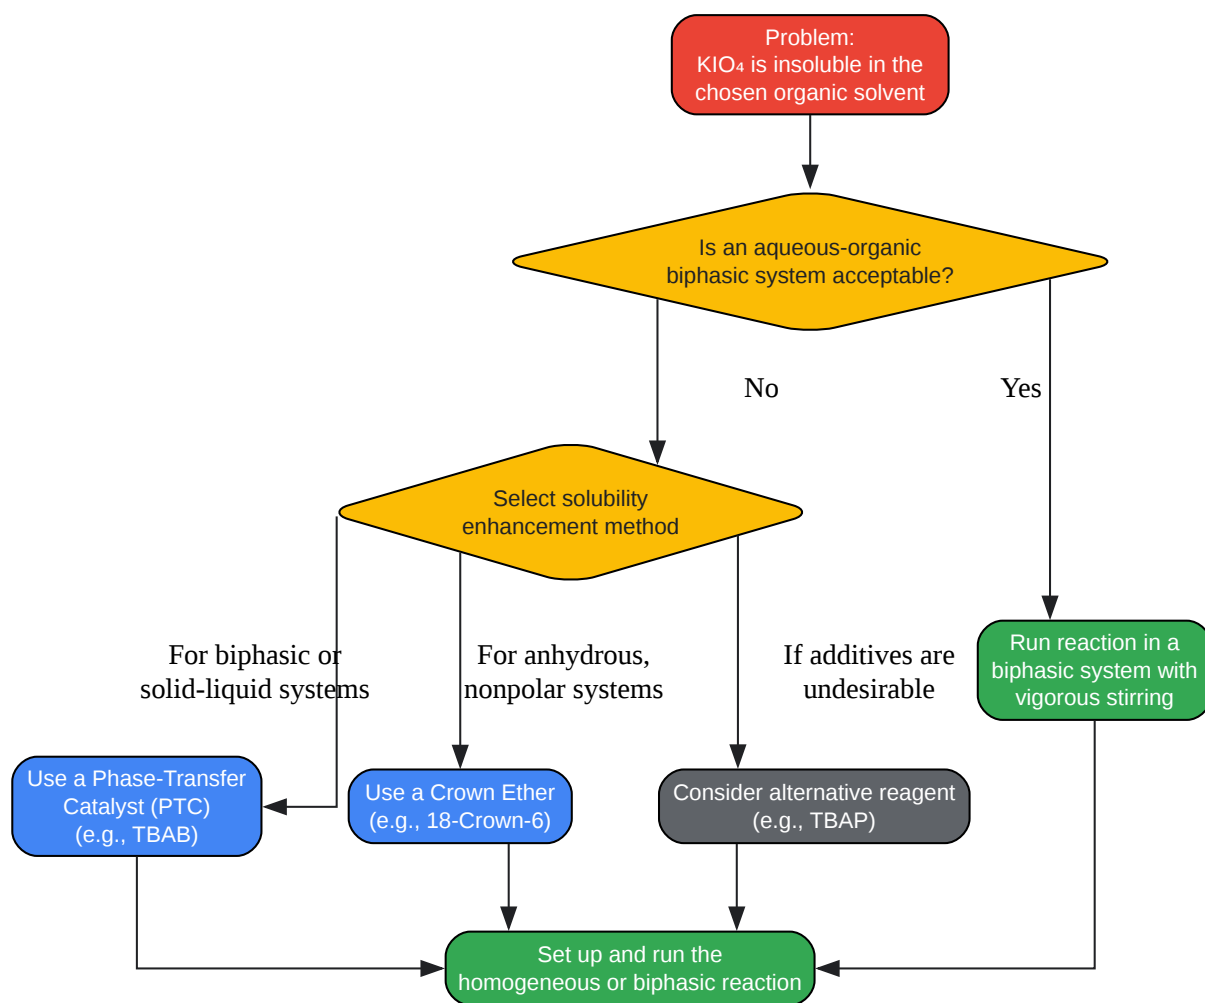 Problem:
KIO₄ is insoluble in the
chosen organic solvent
Is an aqueous-organic
biphasic system acceptable?
No
Yes
Select solubility
enhancement method
For biphasic or
solid-liquid systems
For anhydrous,
nonpolar systems
If additives are
undesirable
Run reaction in a
biphasic system with
vigorous stirring
Use a Phase-Transfer
Catalyst (PTC)
(e.g., TBAB)
Use a Crown Ether
(e.g., 18-Crown-6)
Consider alternative reagent
(e.g., TBAP)
Set up and run the
homogeneous or biphasic reaction